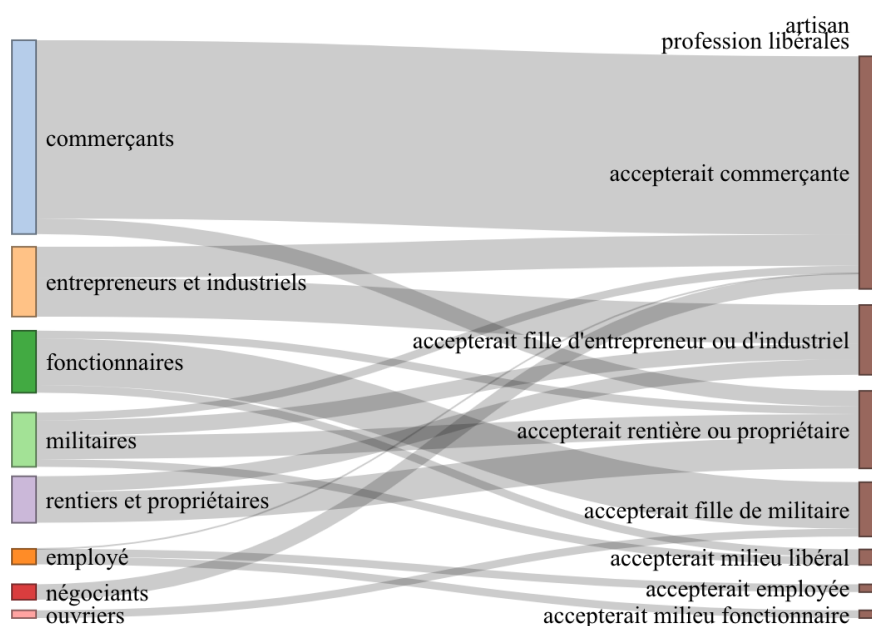 artisan
profession libérales
commerçants
accepterait commerçante
entrepreneurs et industriels
accepterait fille d'entrepreneur ou d'industriel
fonctionnaires
accepterait rentière ou propriétaire
militaires
rentiers et propriétaires
accepterait fille de militaire
employé
accepterait milieu libéral
négociants
accepterait employée
ouvriers
accepterait milieu fonctionnaire